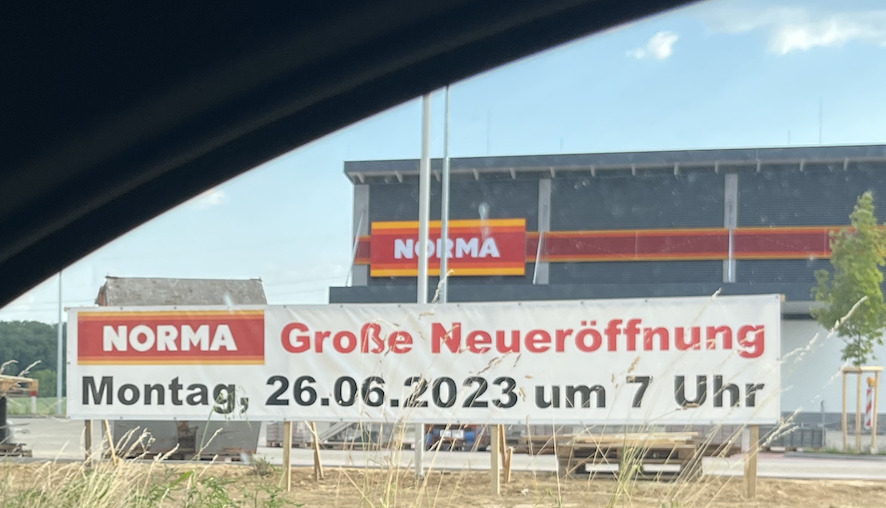 NORMA
NORMA Große Neueröffnung
Montag, 26.06.2023 um 7 Uhr